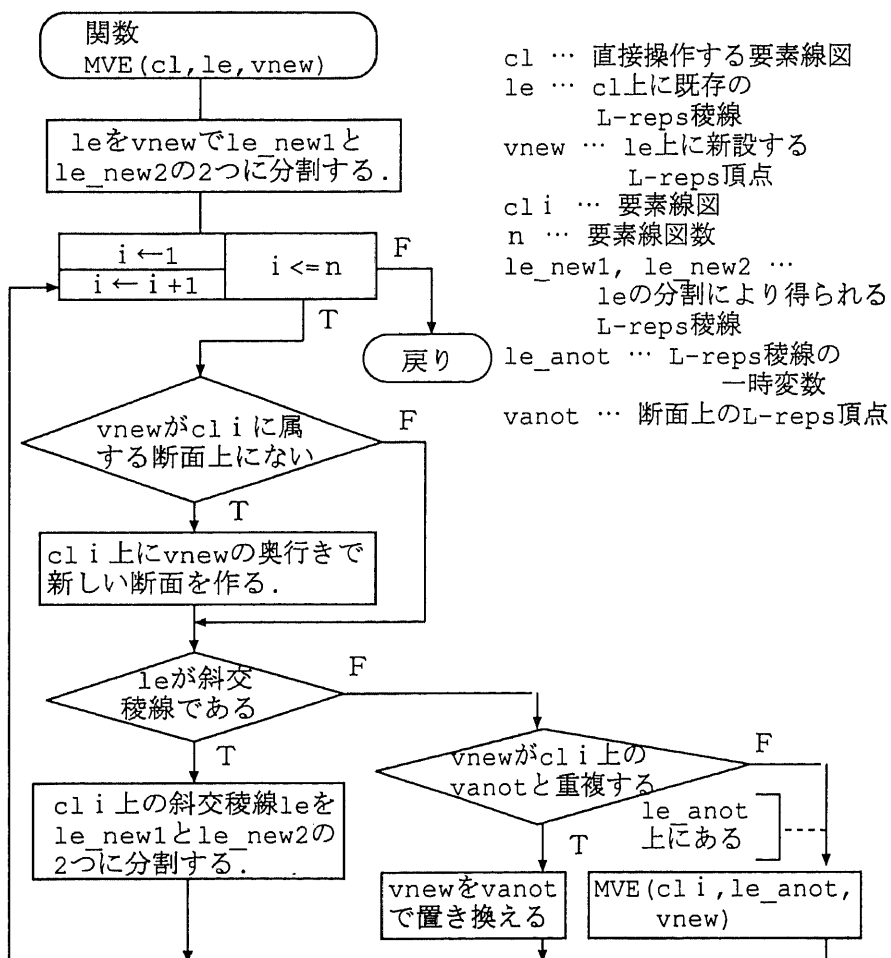 関数
MVE(cl,le,vnew)
leをvnewでle_new1と
le_new2の2つに分割する.
i←1
i←i+1
i<=n
F
T
戻り
cl … 直接操作する要素線図
le … cl上に既存の
L-reps稜線
vnew … le上に新設する
L-reps頂点
cl i … 要素線図
n … 要素線図数
le_new1, le_new2 …
leの分割により得られる
L-reps稜線
le_anot … L-reps稜線の
一時変数
vanot … 断面上のL-reps頂点
vnewがcl i に属
する断面上にない
F
T
cl i 上にvnewの奥行きで
新しい断面を作る.
leが斜交
稜線である
F
T
cl i 上の斜交稜線leを
le_new1とle_new2の
2つに分割する.
vnewがcl i 上の
vanotと重複する
F
T
le_anot
上にある
vnewをvanot
で置き換える
MVE(cl i,le_anot,
vnew)